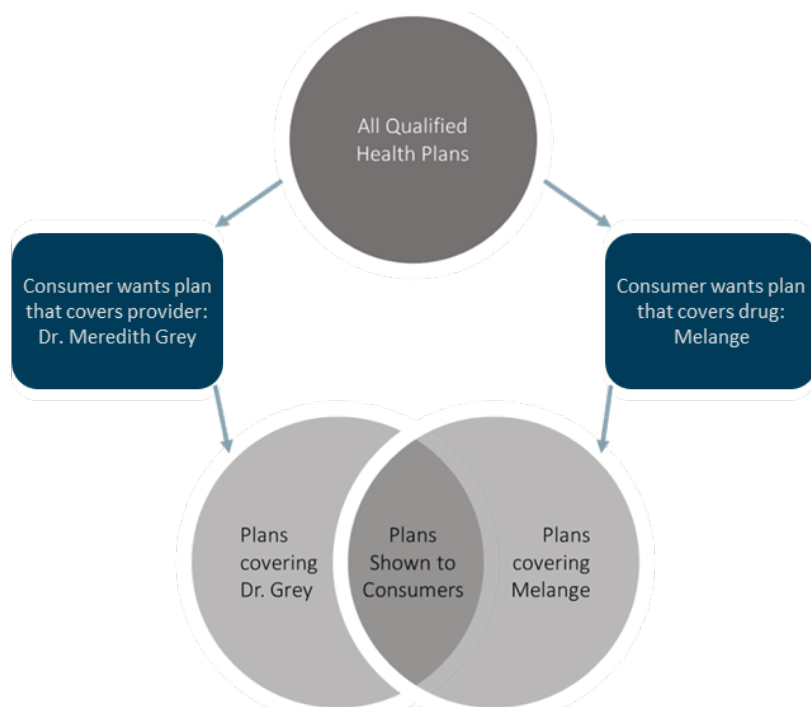 All Qualified
Health Plans
Consumer wants plan
that covers provider:
Dr. Meredith Grey
Consumer wants plan
that covers drug:
Melange
Plans
covering
Dr. Grey
Plans
Shown to
Consumers
Plans
covering
Melange